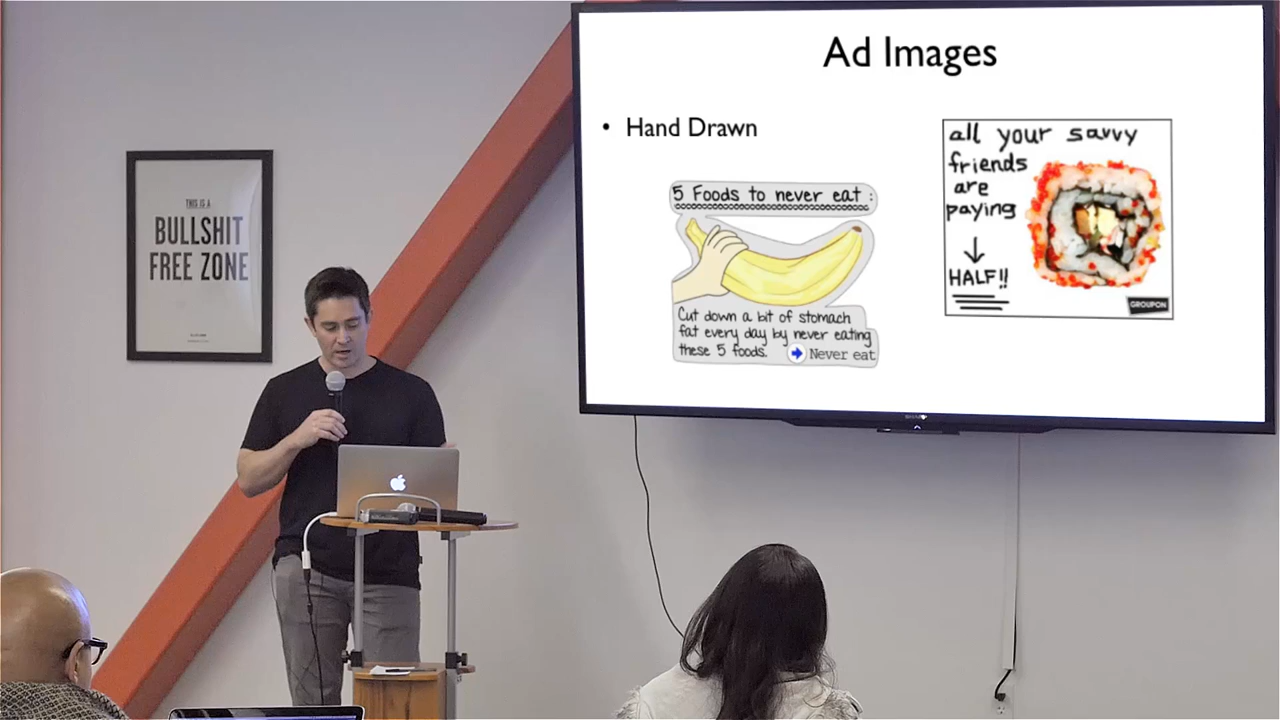 Ad Images
• Hand Drawn
5 Foods to never eat :
Cut down a bit of stomach
fat every day by never eating
these 5 foods.
Never eat
all your savvy
friends
are
paying
HALF!!
GROUPON
SHARP
THIS IS A
BULLSHIT
FREE ZONE